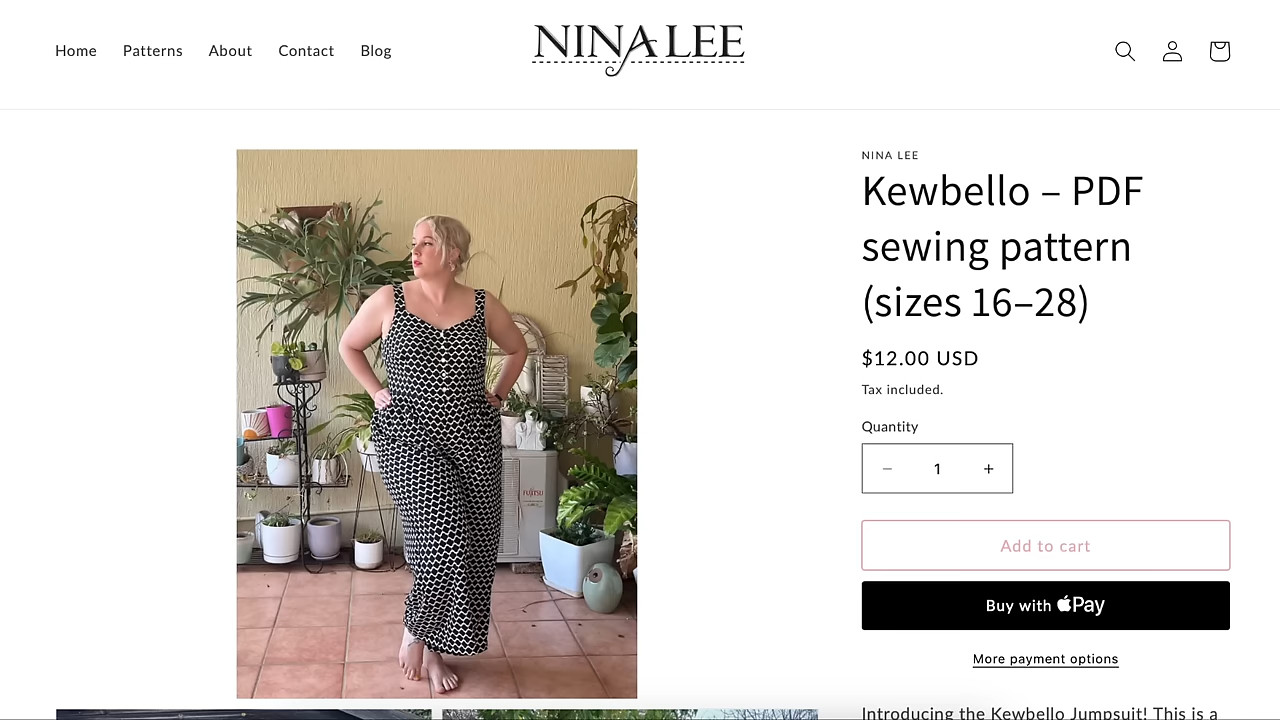 Home Patterns About Contact Blog
NINA LEE
NINA LEE
Kewbello – PDF
sewing pattern
(sizes 16–28)
$12.00 USD
Tax included.
Quantity
− 1 +
Add to cart
Buy with Pay
More payment options
Introducing the Kewbello Jumpsuit! This is a
FUJITSU